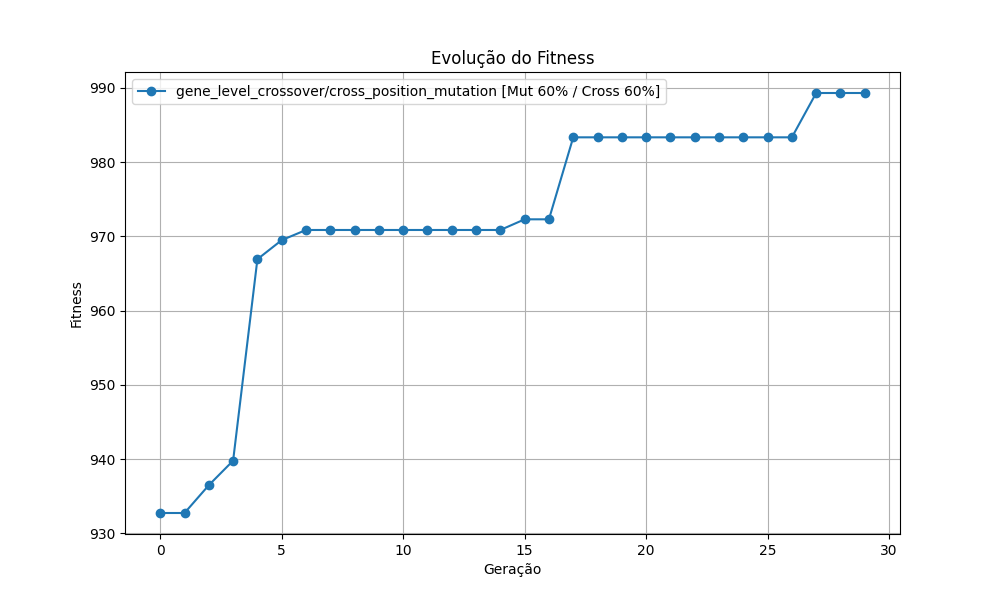 Evolução do Fitness
gene_level_crossover/cross_position_mutation [Mut 60% / Cross 60%]
Fitness
990
980
970
960
950
940
930
0 5 10 15 20 25 30
Geração